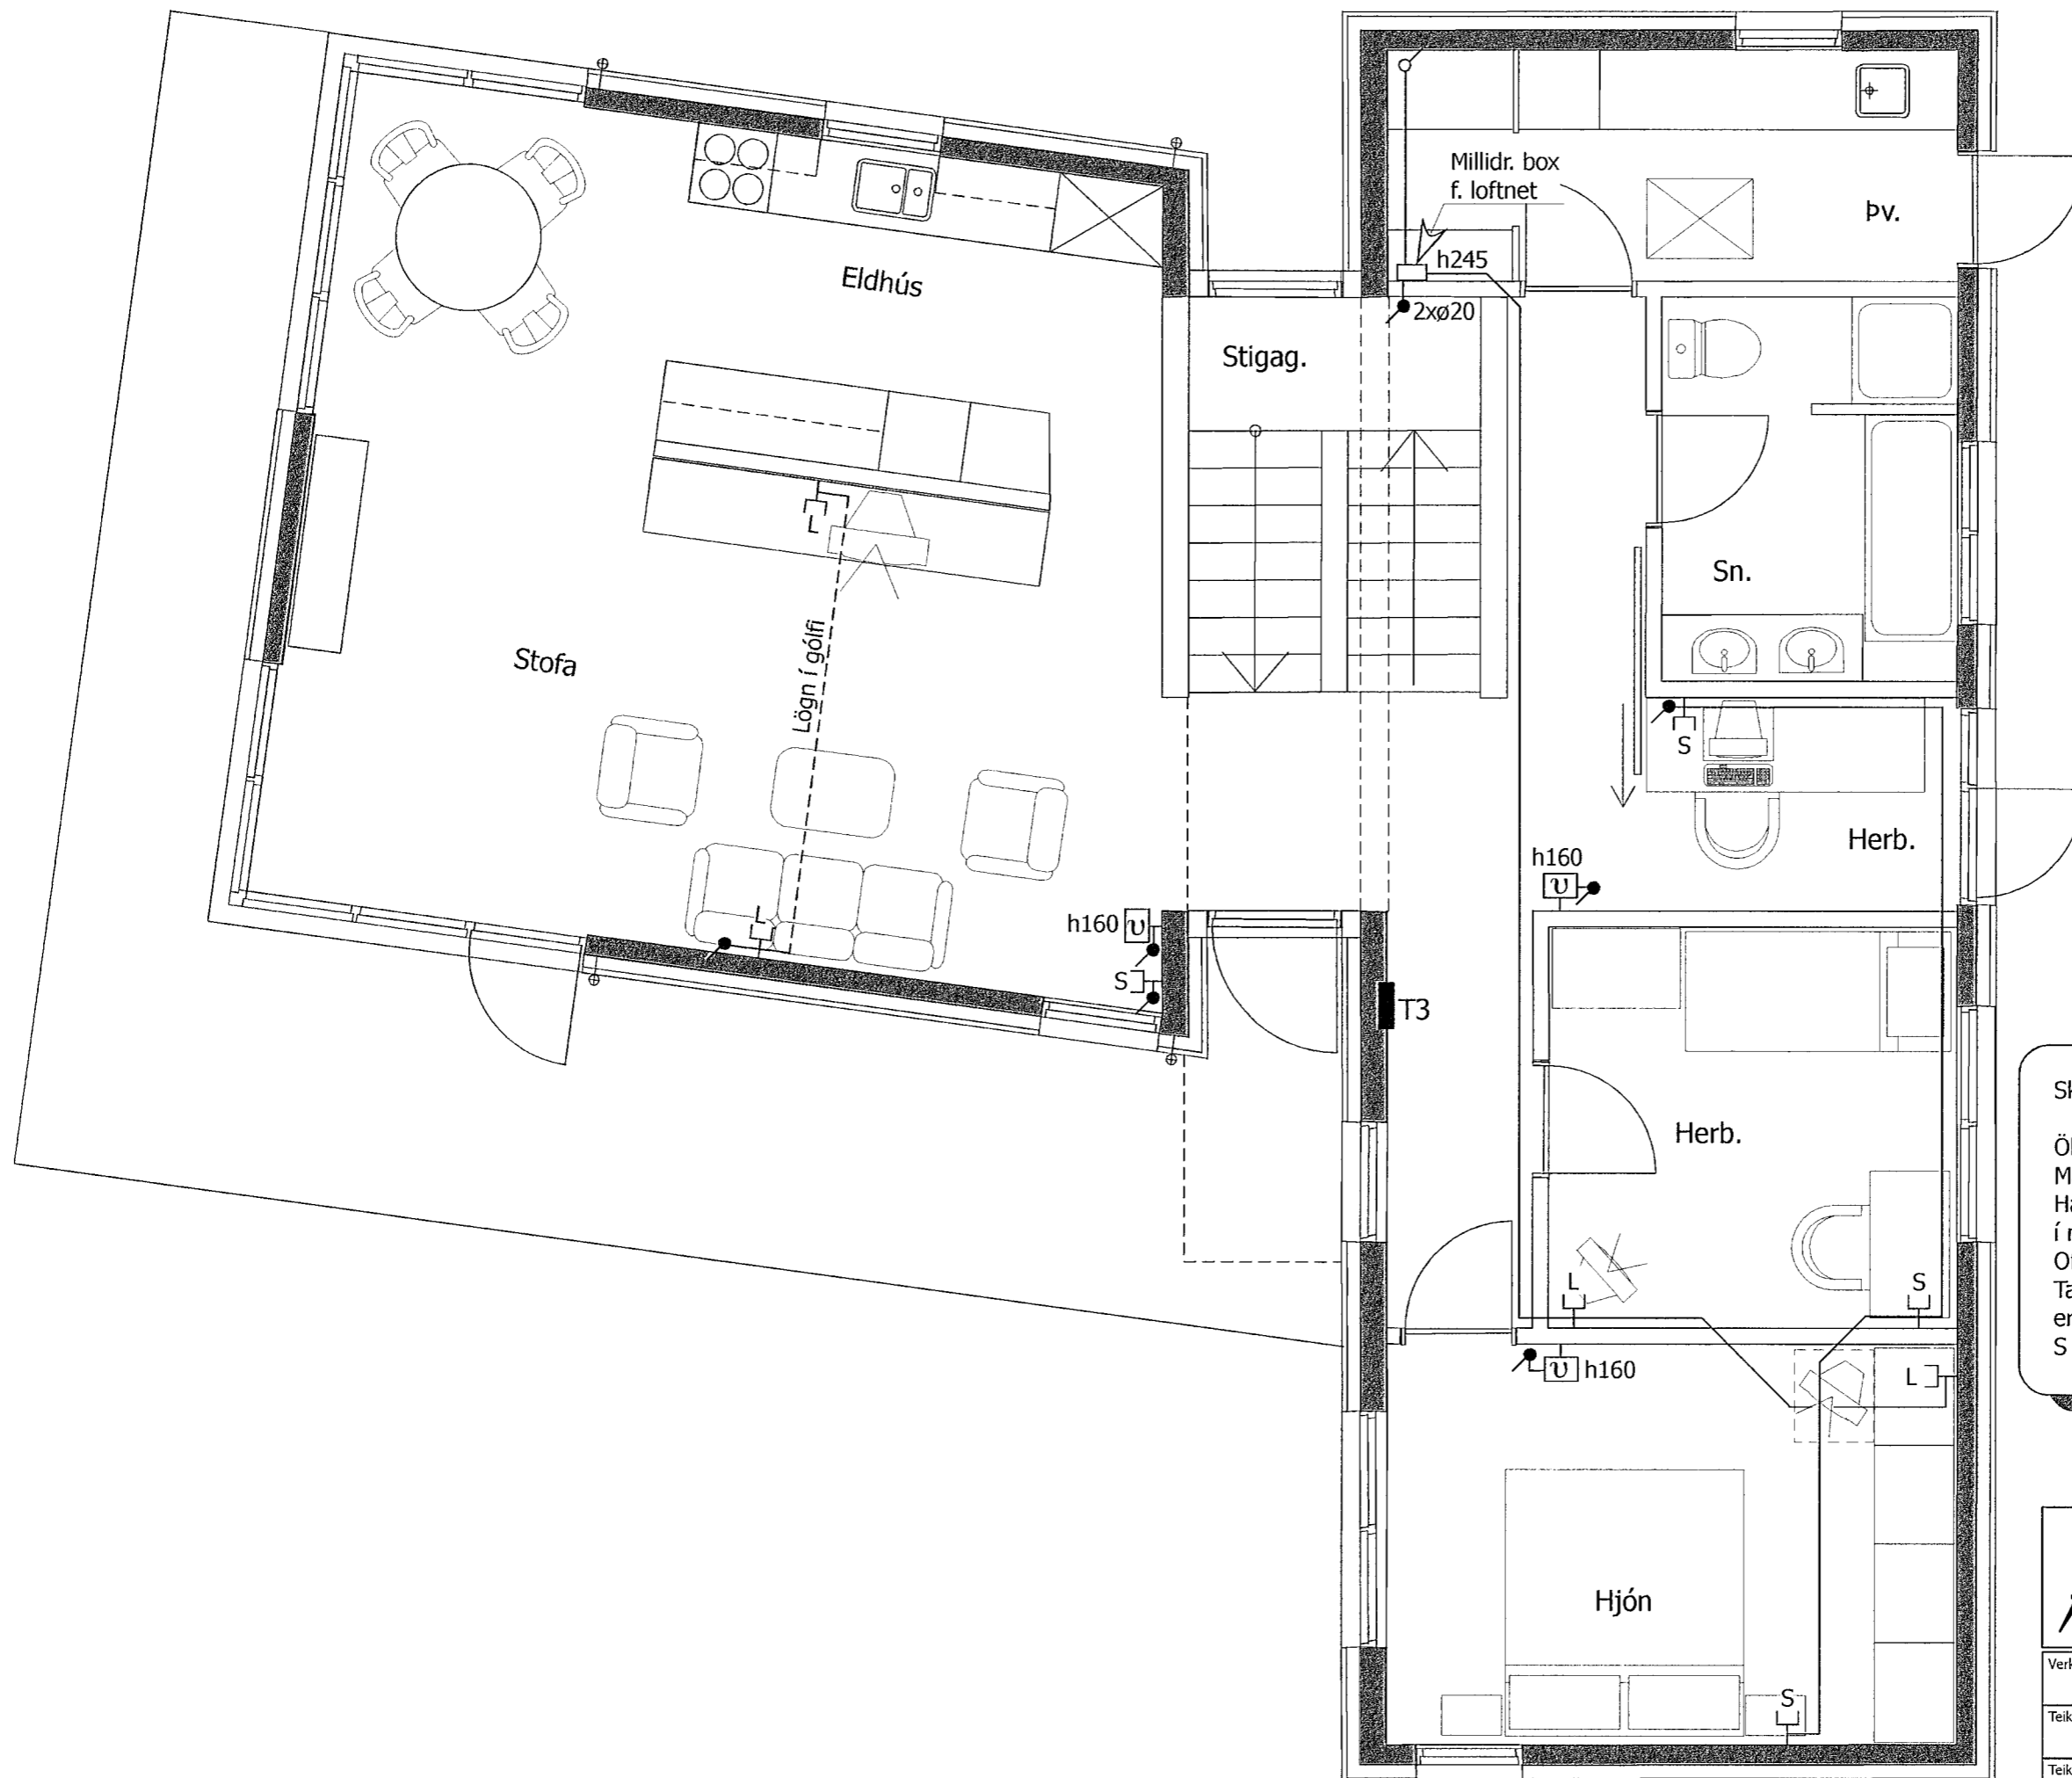 Millidr. box
f. loftnet
Þv.
h245
2xø20
Eldhús
Stigag.
L
Sn.
Lögn í gólfi
Stofa
S
Herb.
h160
υ
L
h160
υ
S
T3
Herb.
L
S
υ
h160
L
Hjón
S
S